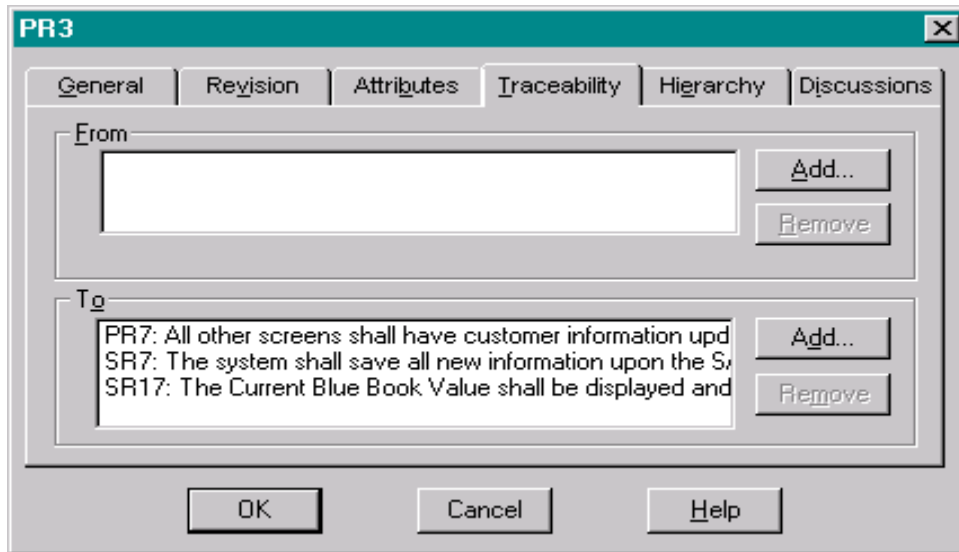 PR3
General Revision Attributes Traceability Hierarchy Discussions
From
Add...
Remove
To
PR7: All other screens shall have customer information upd
SR7: The system shall save all new information upon the SA
SR17: The Current Blue Book Value shall be displayed and
Add...
Remove
OK Cancel Help